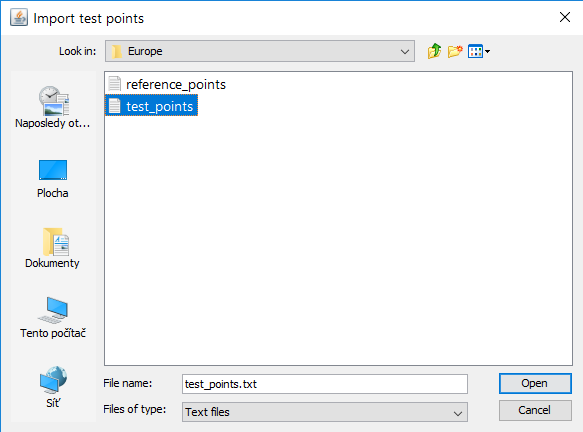 Import test points
Look in: Europe
reference_points
test_points
Naposledy ot...
Plocha
Dokumenty
Tento počítač
Síť
File name: test_points.txt Open
Files of type: Text files Cancel